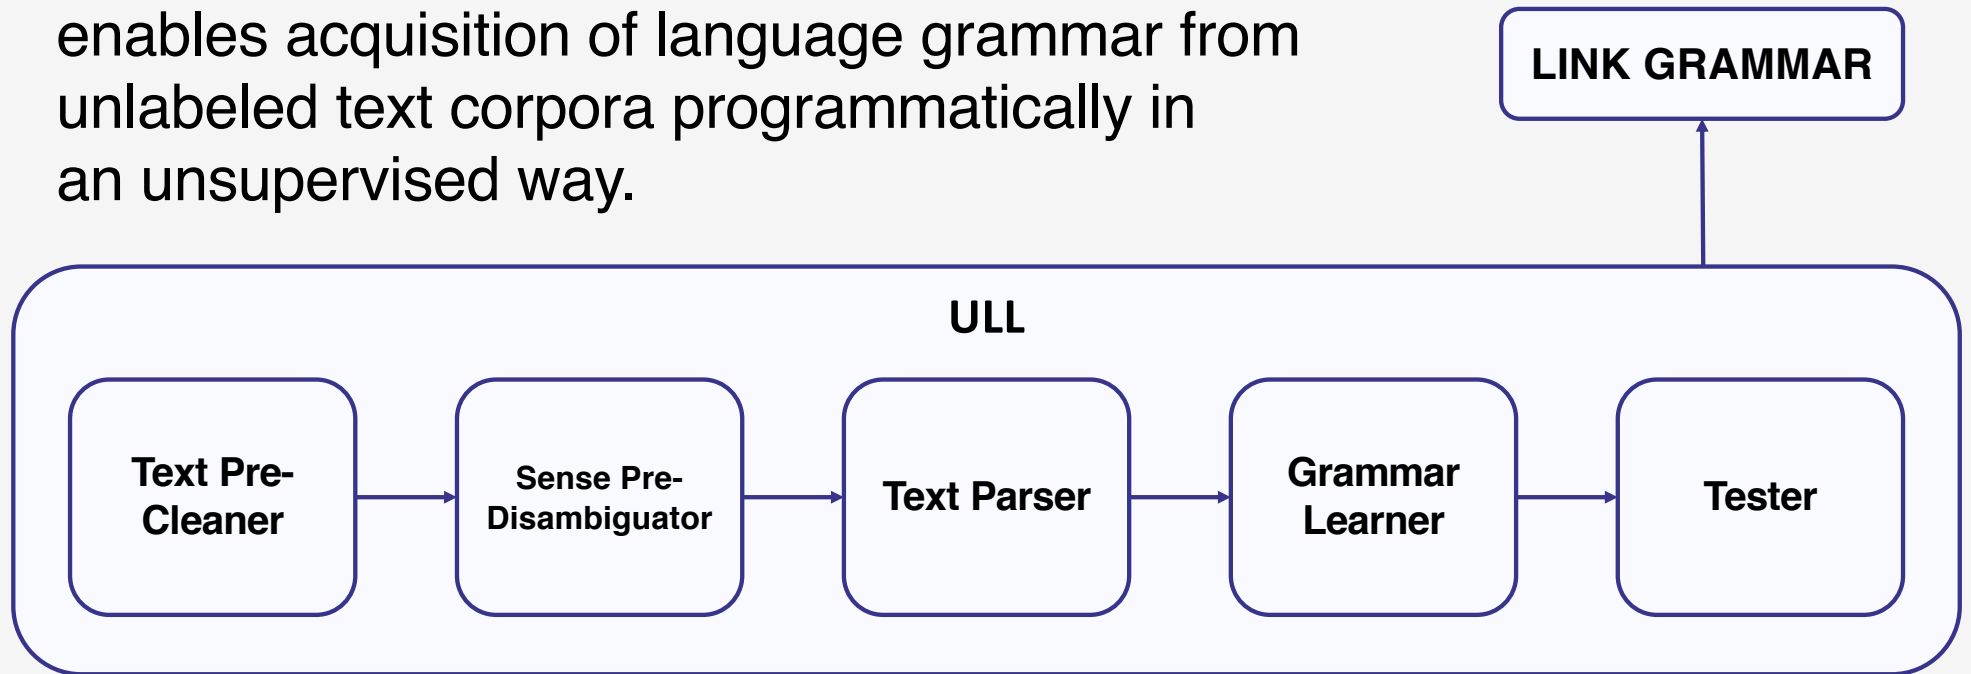 enables acquisition of language grammar from
unlabeled text corpora programmatically in
an unsupervised way.
LINK GRAMMAR
ULL
Text Pre-
Cleaner
Sense Pre-
Disambiguator
Text Parser
Grammar
Learner
Tester